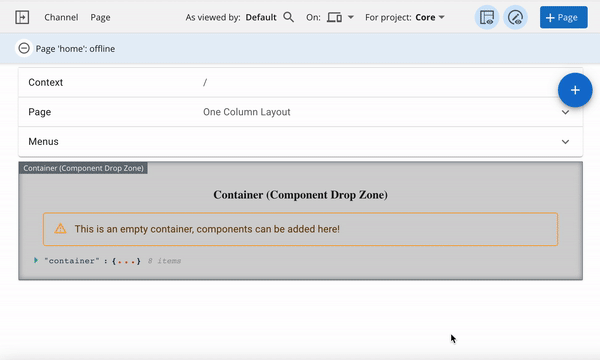 Channel Page As viewed by: Default On: For project: Core + Page
Page 'home': offline
Context /
Page One Column Layout
Menus
Container (Component Drop Zone)
Container (Component Drop Zone)
This is an empty container, components can be added here!
"container" : {...} # items